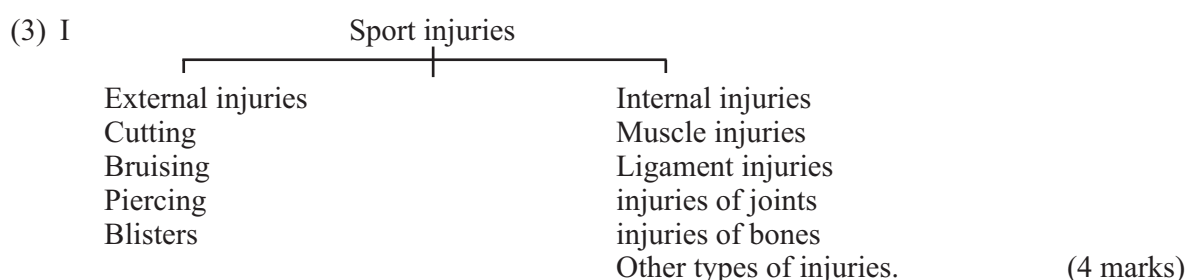 (3) I Sport injuries
External injuries Internal injuries
Cutting Muscle injuries
Bruising Ligament injuries
Piercing injuries of joints
Blisters injuries of bones
Other types of injuries. (4 marks)